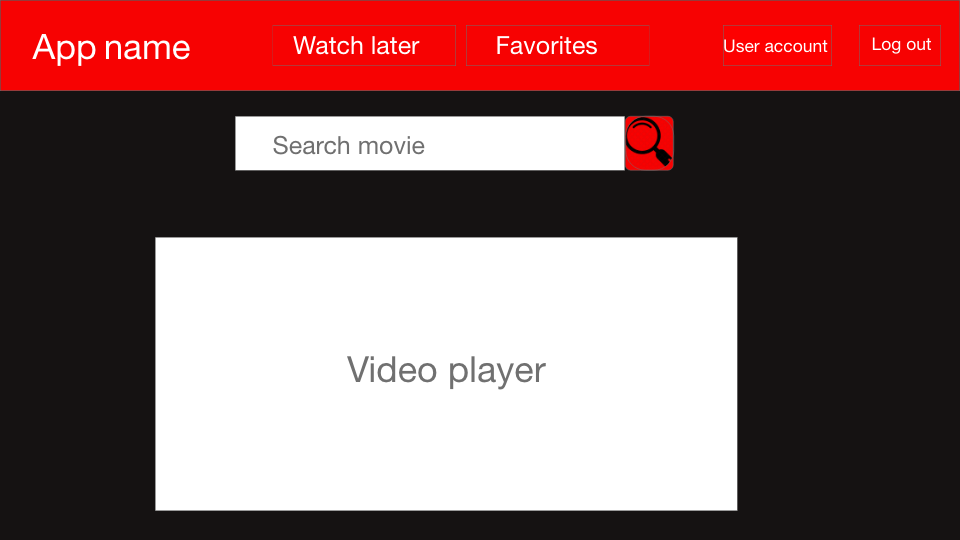 App name
Watch later
Favorites
User account
Log out
Search movie
Video player